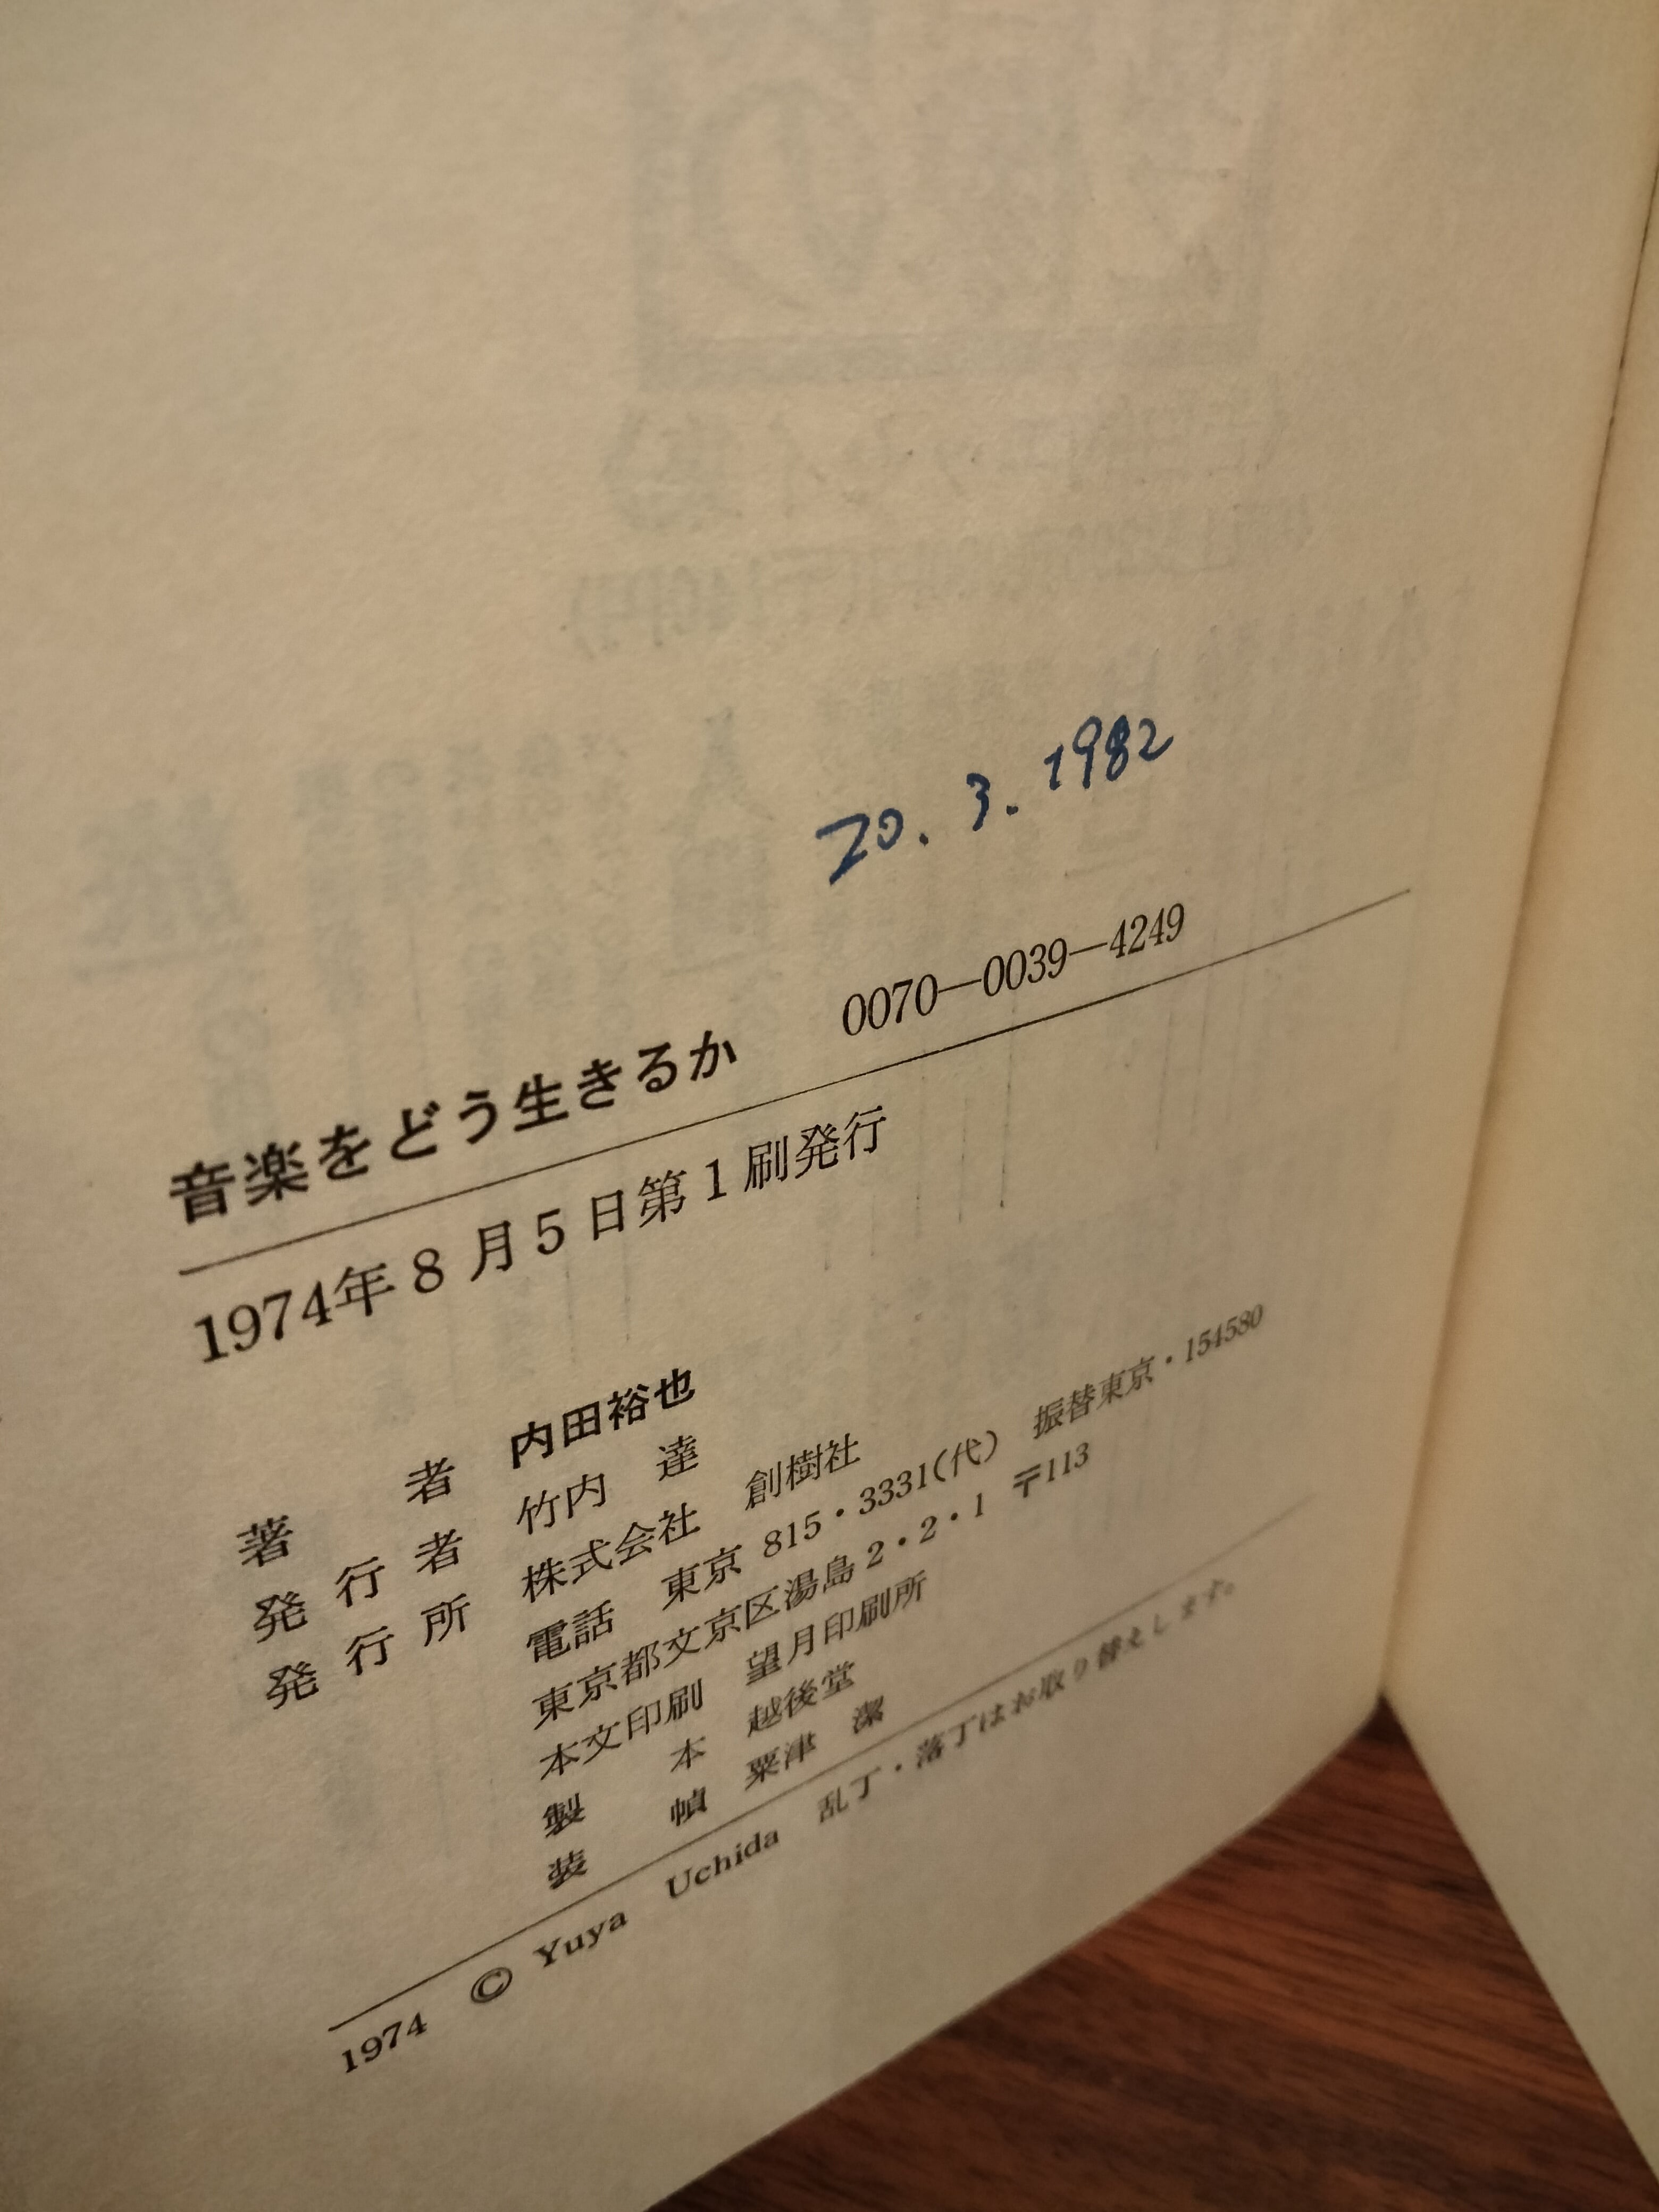 20. 3. 1982
音楽をどう生きるか 0070—0039—4249
1974年8月5日第1刷発行
著者 内田裕也
発行者 竹内 達
発行所 株式会社 創樹社
電話 東京 815・3331(代) 振替東京・154580
東京都文京区湯島2・2・1 〒113
本文印刷 望月印刷所
製本 越後堂
装幀 粟津 潔
1974 © Yuya Uchida 乱丁・落丁はお取り替えします。